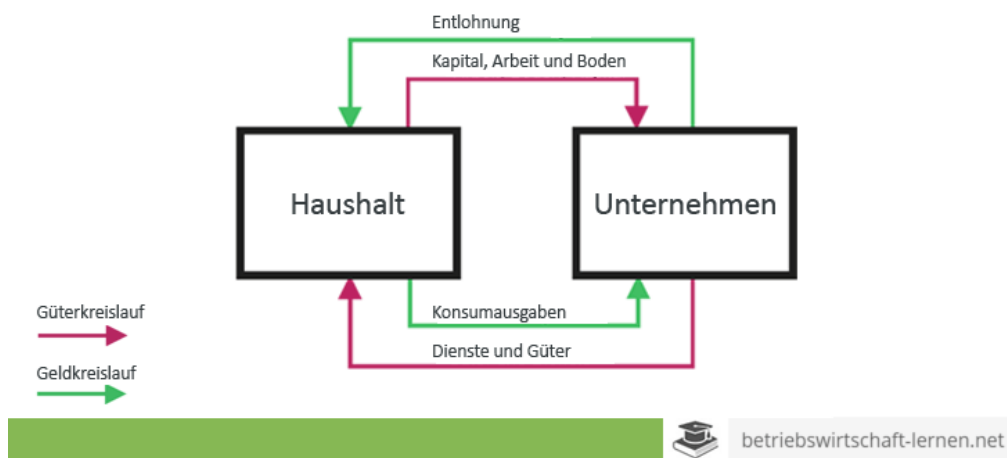 Entlohnung
Kapital, Arbeit und Boden
Haushalt
Unternehmen
Güterkreislauf
Konsumausgaben
Dienste und Güter
Geldkreislauf
betriebswirtschaft-lernen.net